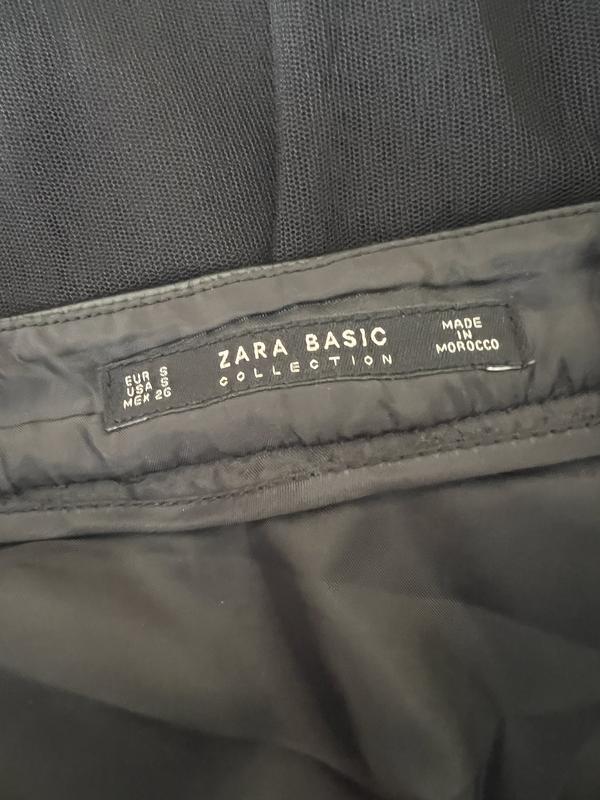 EUR S
USA S
MEX 26
ZARA BASIC
COLLECTION
MADE
IN
MOROCCO